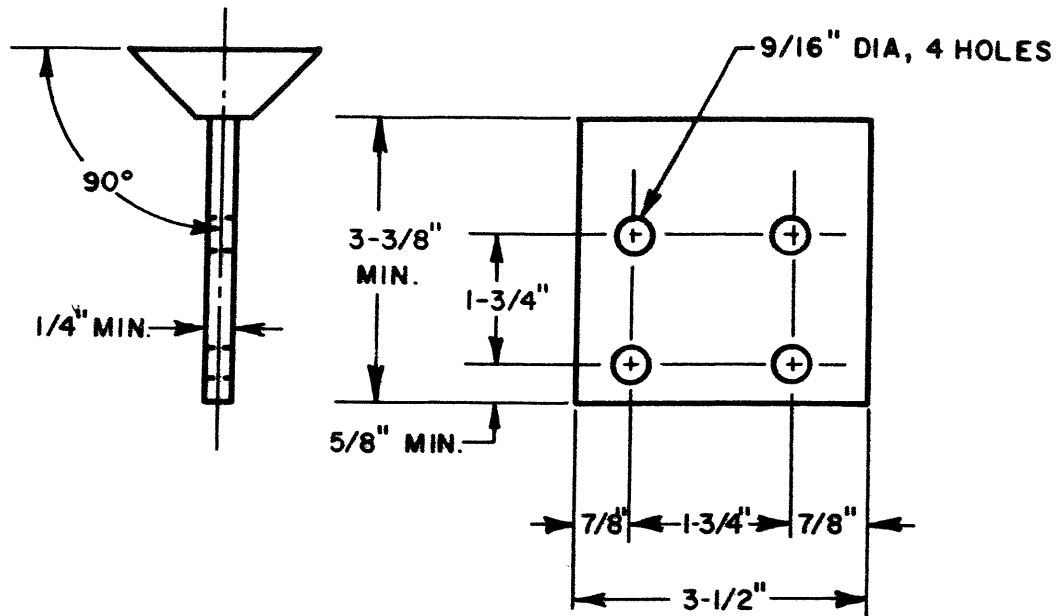 9/16" DIA, 4 HOLES
90°
3-3/8"
MIN.
1-3/4"
1/4" MIN.
5/8" MIN.
7/8"
1-3/4"
7/8"
3-1/2"